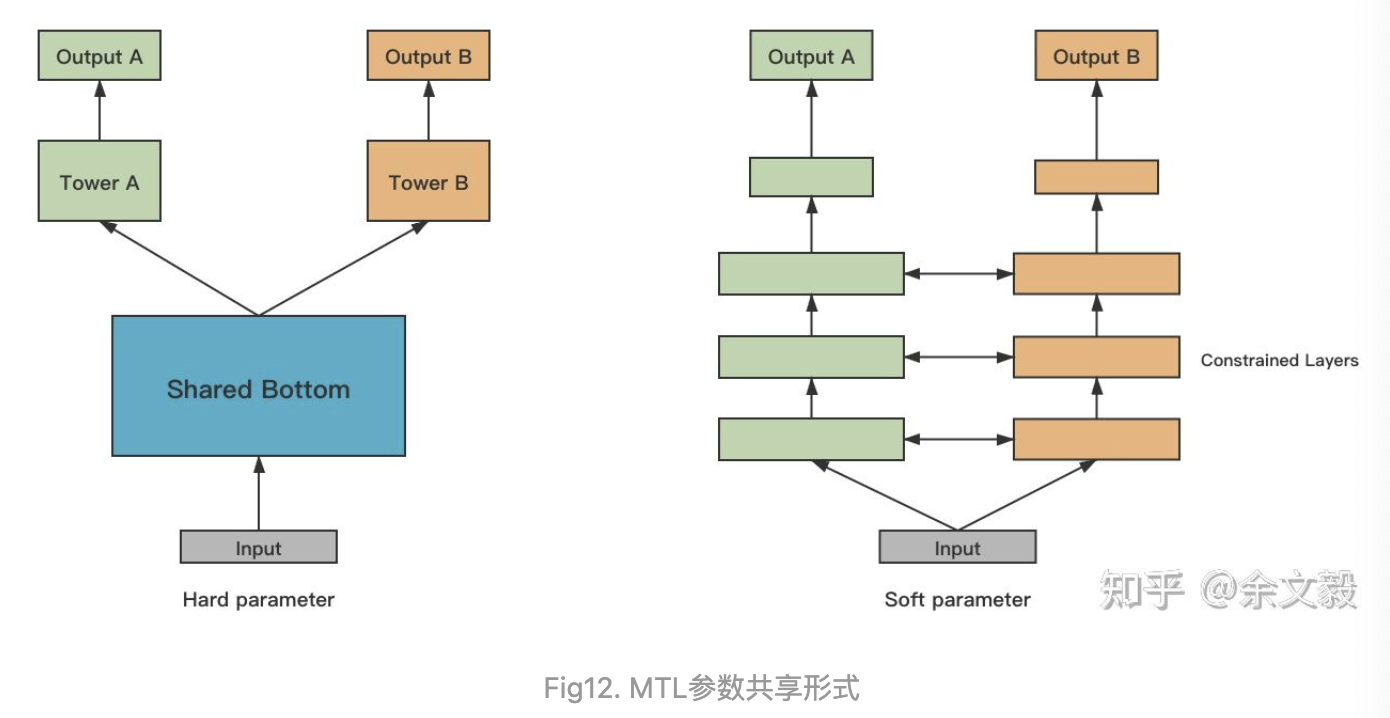 Output A
Output B
Tower A
Tower B
Shared Bottom
Input
Hard parameter
Output A
Output B
Constrained Layers
Input
Soft parameter
知乎 @余文毅
Fig12. MTL参数共享形式